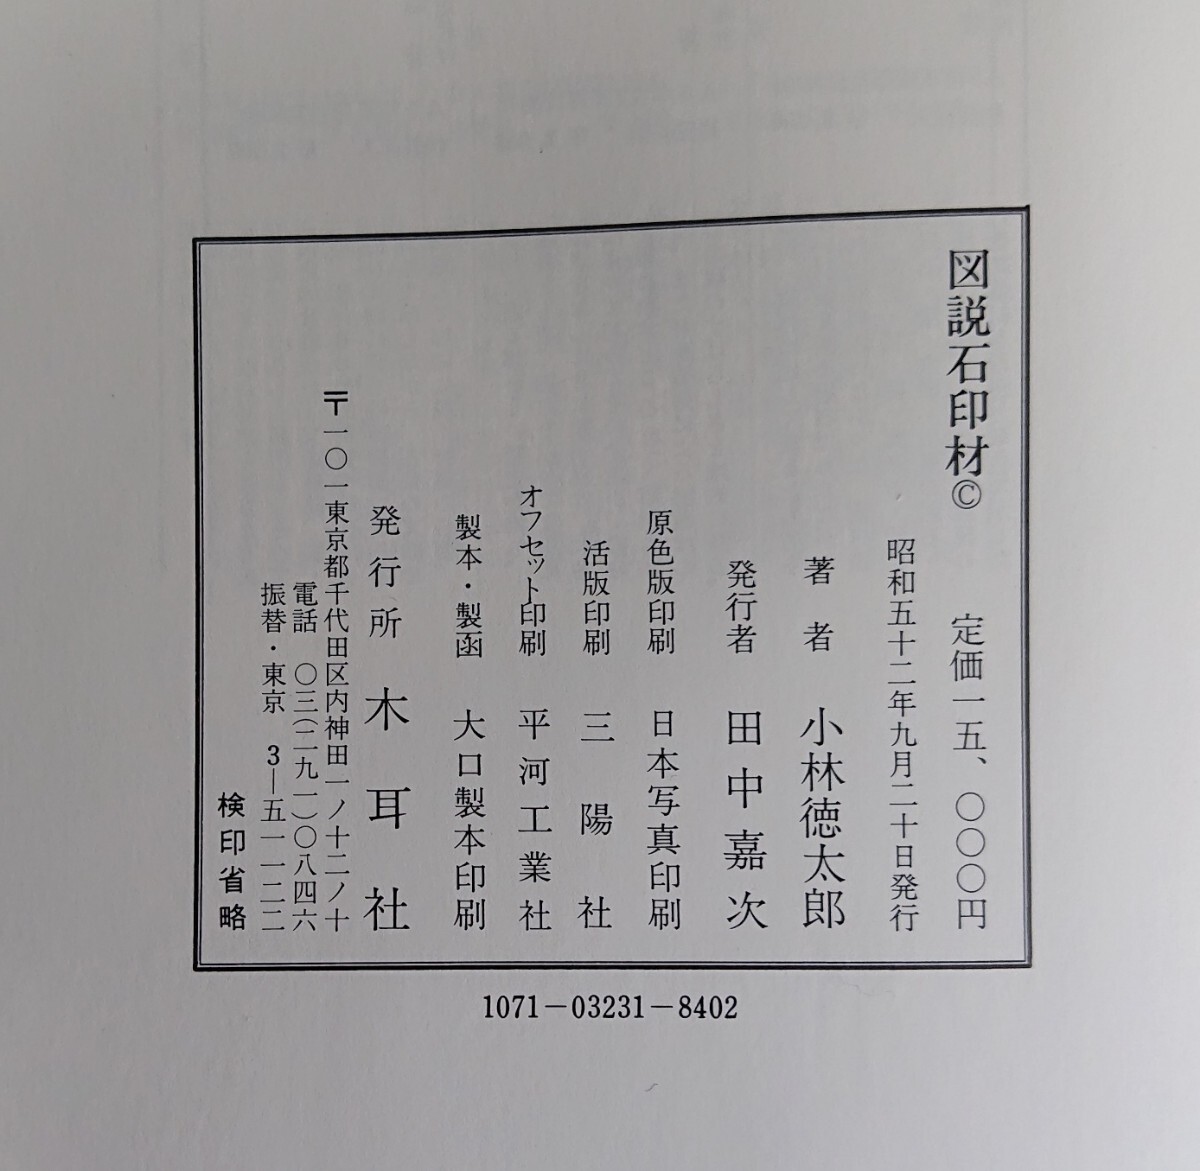 図説石印材© 定価一五、〇〇〇円
昭和五十二年九月二十日発行
著者 小林徳太郎
発行者 田中嘉次
原色版印刷 日本写真印刷
活版印刷 三陽社
オフセット印刷 平河工業社
製本・製函 大口製本印刷
発行所 木耳社
〒一〇一東京都千代田区内神田一ノ十二ノ十
電話 〇三(二九一)〇八四六
振替・東京 3―五一一二二
検印省略
1071－03231－8402